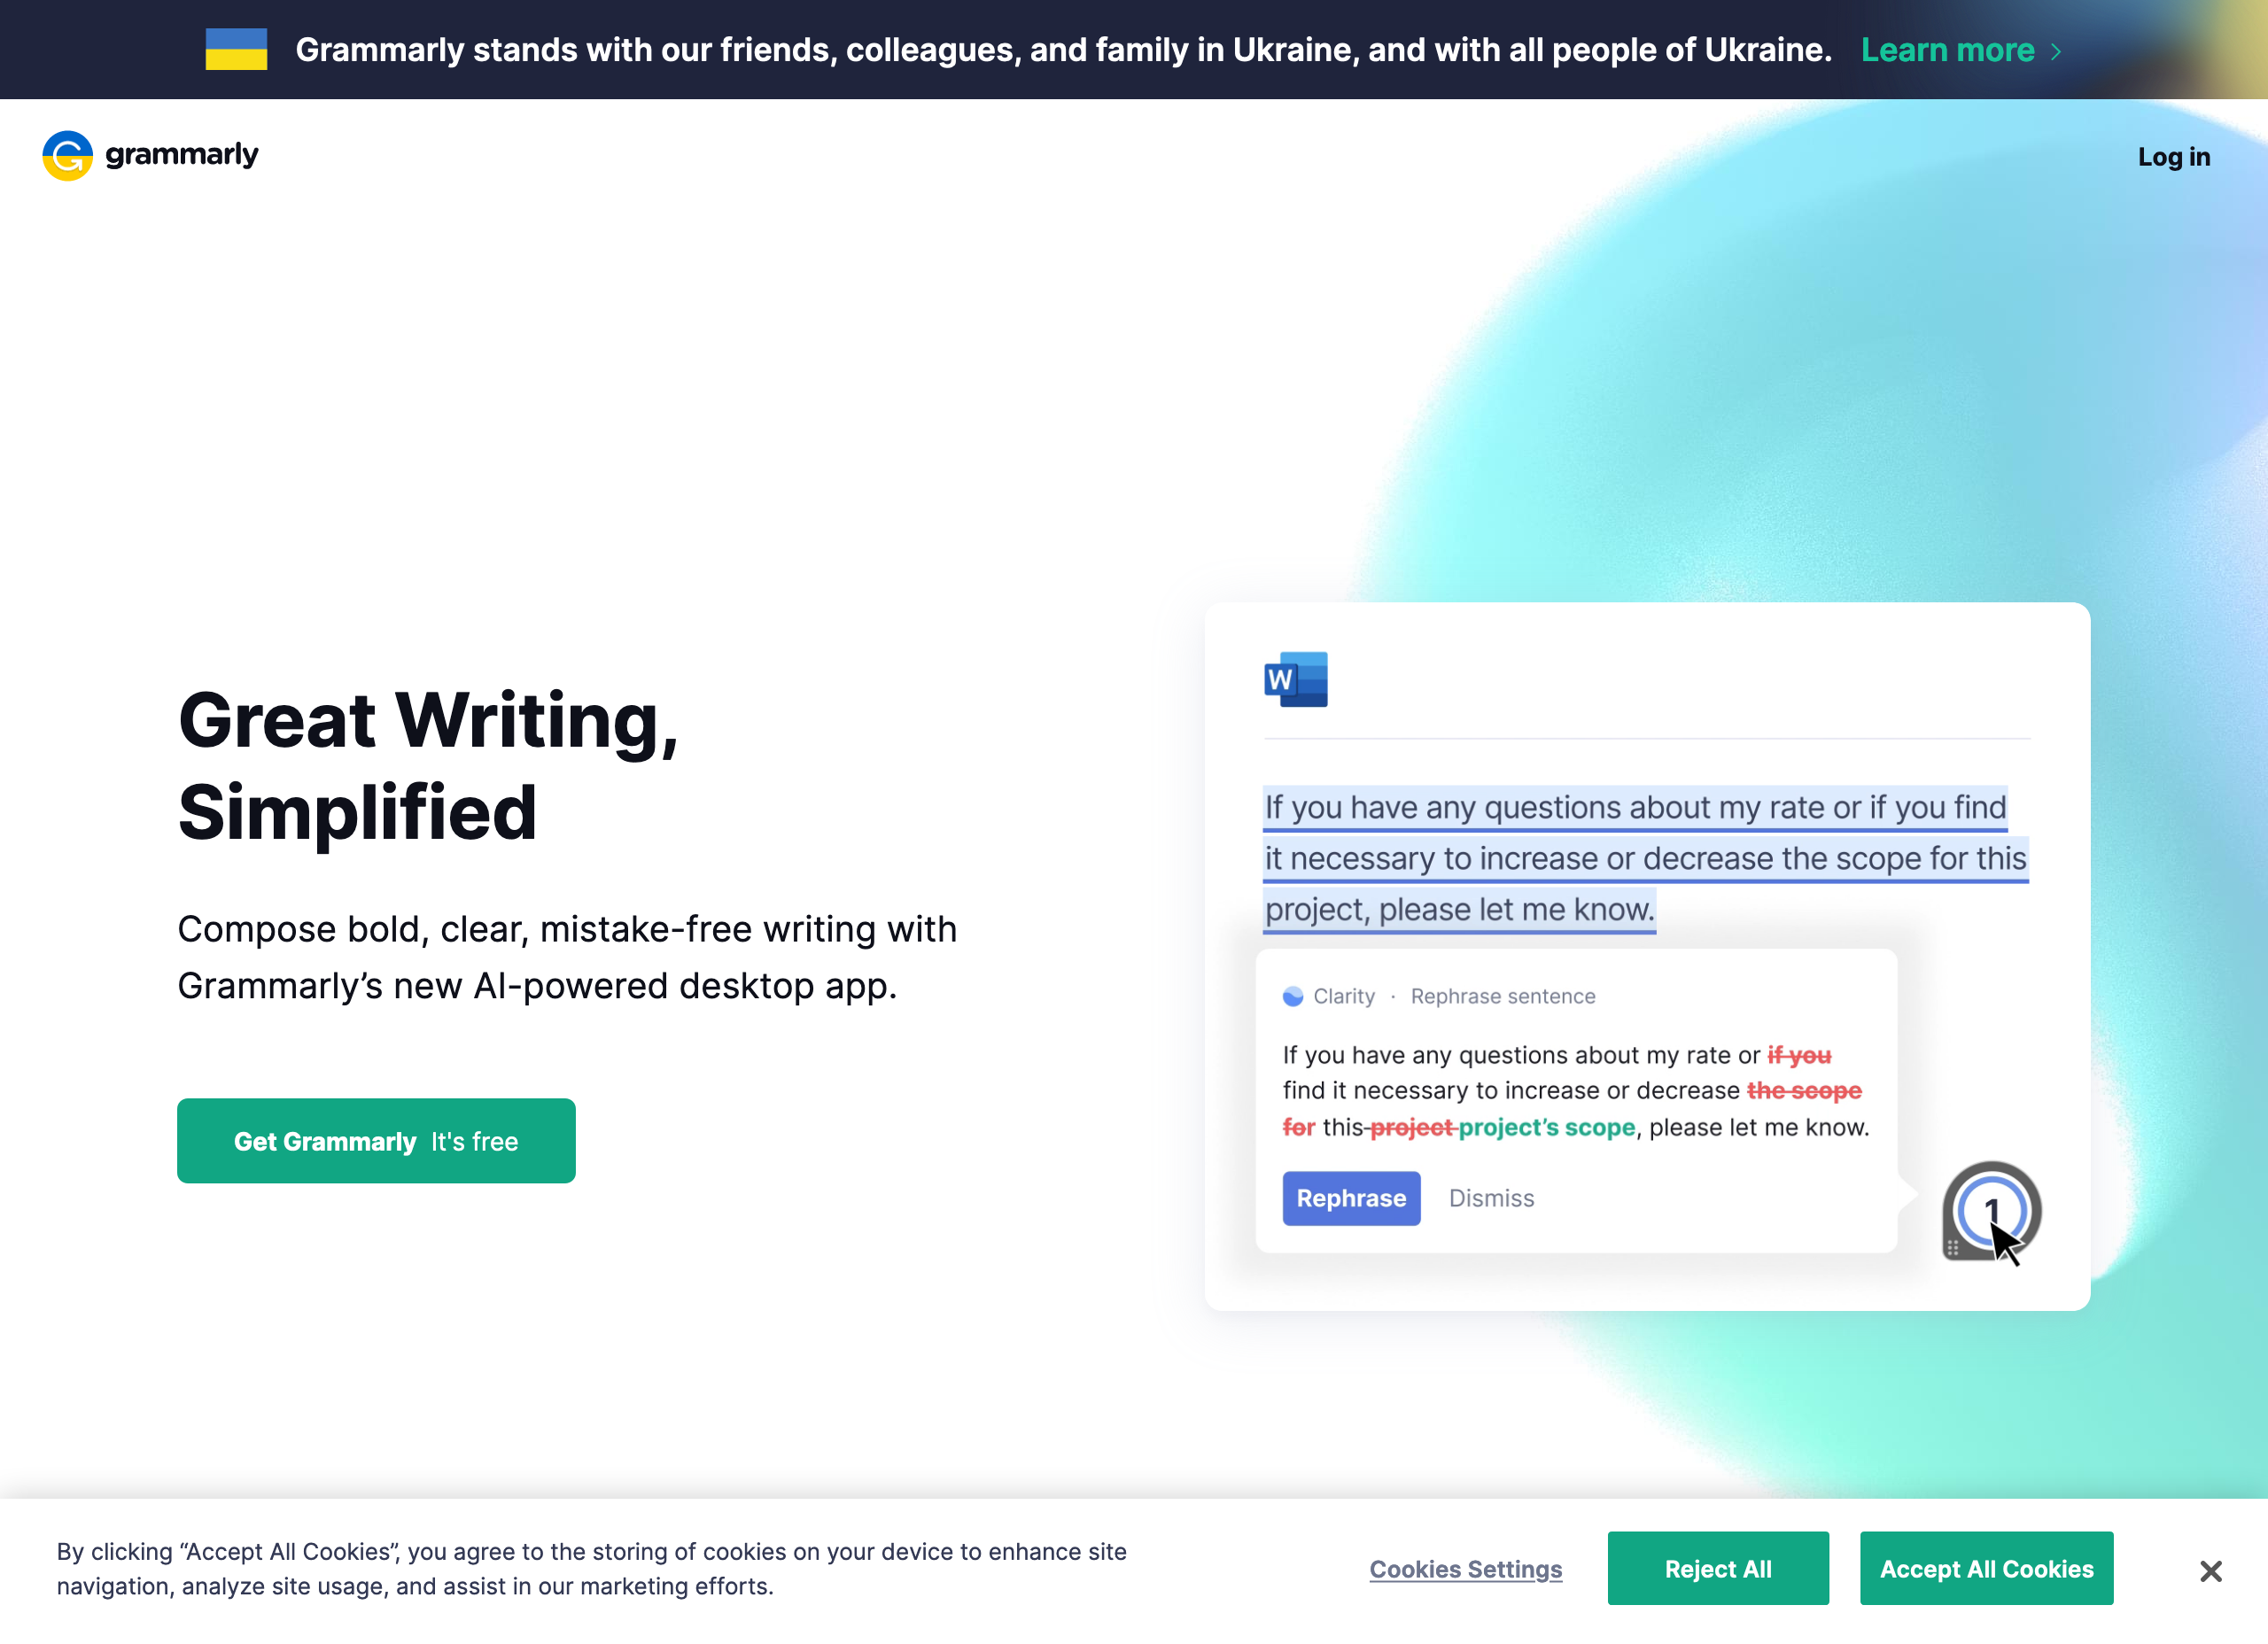 Grammarly stands with our friends, colleagues, and family in Ukraine, and with all people of Ukraine. Learn more
grammarly
Log in
Great Writing,
Simplified
Compose bold, clear, mistake-free writing with
Grammarly’s new AI-powered desktop app.
Get Grammarly It's free
W
If you have any questions about my rate or if you find
it necessary to increase or decrease the scope for this
project, please let me know.
Clarity · Rephrase sentence
If you have any questions about my rate or if you
find it necessary to increase or decrease the scope
for this project project’s scope, please let me know.
Rephrase Dismiss
1
By clicking “Accept All Cookies”, you agree to the storing of cookies on your device to enhance site
navigation, analyze site usage, and assist in our marketing efforts.
Cookies Settings
Reject All
Accept All Cookies